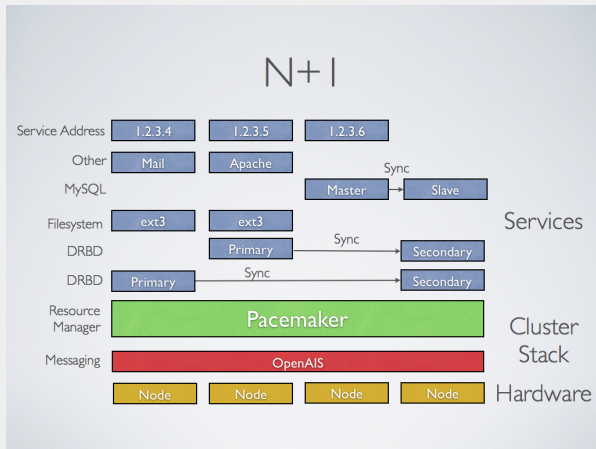 N+1
Service Address 1.2.3.4 1.2.3.5 1.2.3.6
Other Mail Apache
Sync
MySQL Master Slave
Services
Filesystem ext3 ext3
Sync
DRBD Primary Secondary
Sync
DRBD Primary Secondary
Resource
Manager
Pacemaker
Cluster
Stack
Messaging OpenAIS
Node Node Node Node Hardware